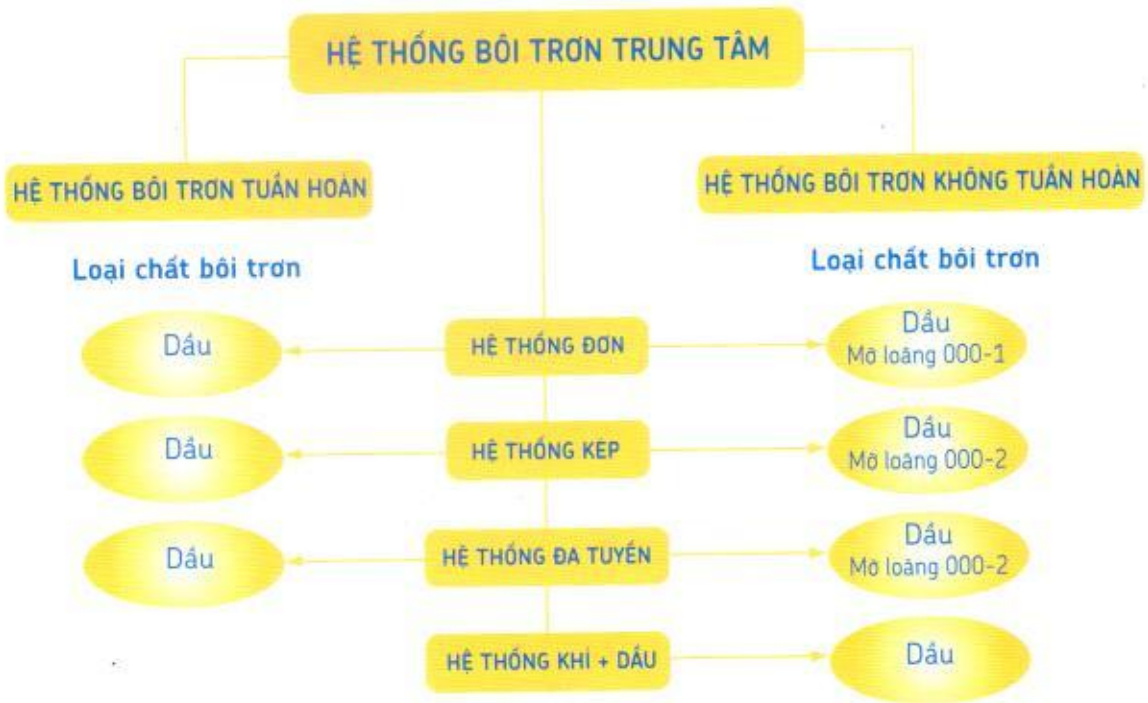 HỆ THỐNG BÔI TRƠN TRUNG TÂM
HỆ THỐNG BÔI TRƠN TUẦN HOÀN
HỆ THỐNG BÔI TRƠN KHÔNG TUẦN HOÀN
Loại chất bôi trơn
Loại chất bôi trơn
Dầu
HỆ THỐNG ĐƠN
Dầu
Mỡ loãng 000-1
Dầu
HỆ THỐNG KÉP
Dầu
Mỡ loãng 000-2
Dầu
HỆ THỐNG ĐA TUYẾN
Dầu
Mỡ loãng 000-2
HỆ THỐNG KHÍ + DẦU
Dầu